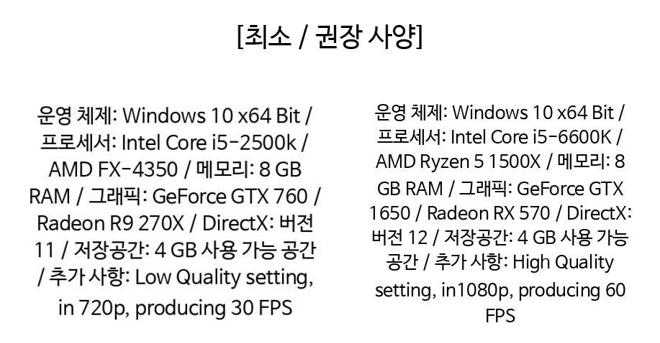 [최소 / 권장 사양]
운영 체제: Windows 10 x64 Bit /
프로세서: Intel Core i5-2500k /
AMD FX-4350 / 메모리: 8 GB
RAM / 그래픽: GeForce GTX 760 /
Radeon R9 270X / DirectX: 버전
11 / 저장공간: 4 GB 사용 가능 공간
/ 추가 사항: Low Quality setting,
in 720p, producing 30 FPS
운영 체제: Windows 10 x64 Bit /
프로세서: Intel Core i5-6600K /
AMD Ryzen 5 1500X / 메모리: 8
GB RAM / 그래픽: GeForce GTX
1650 / Radeon RX 570 / DirectX:
버전 12 / 저장공간: 4 GB 사용 가능
공간 / 추가 사항: High Quality
setting, in1080p, producing 60
FPS